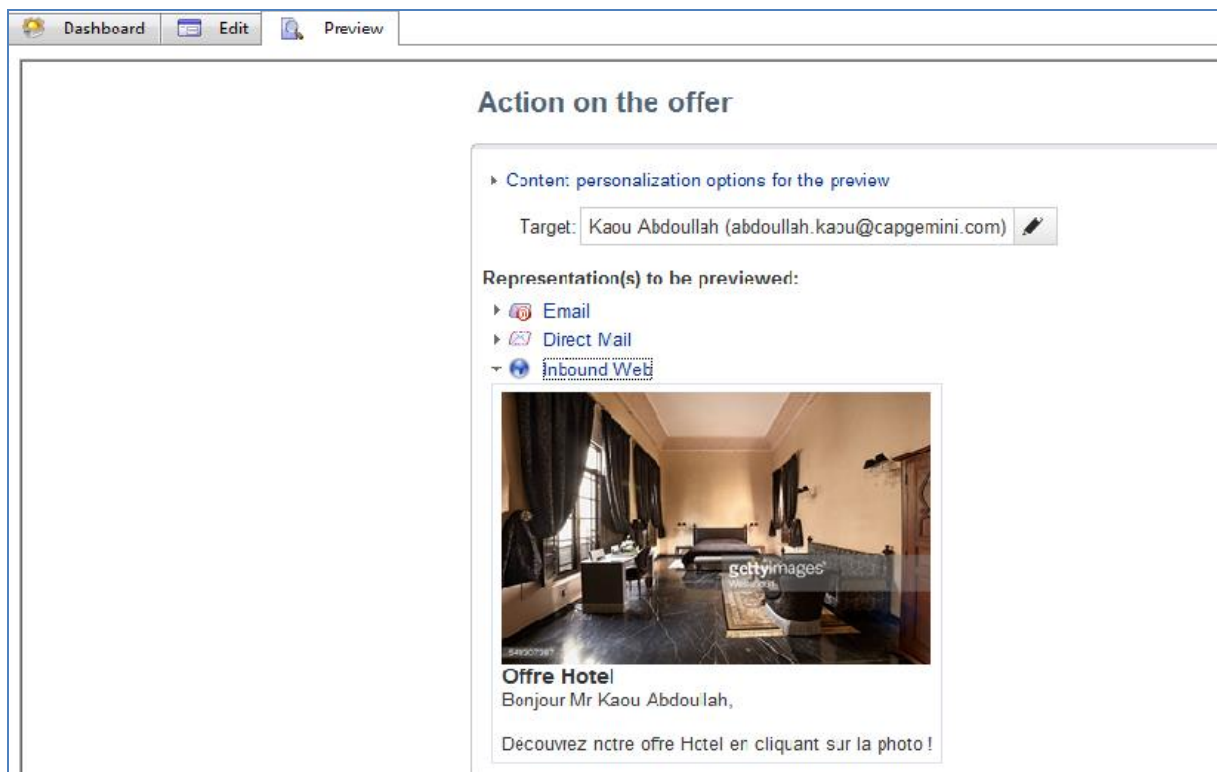 Dashboard Edit Preview
Action on the offer
Content personalization options for the preview
Target: Kaou Abdoullah (abdoullah.kaou@capgemini.com)
Representation(s) to be previewed:
Email
Direct Mail
Inbound Web
gettyimages®
Offre Hotel
Bonjour Mr Kaou Abdoullah,
Découvrez notre offre Hotel en cliquant sur la photo !